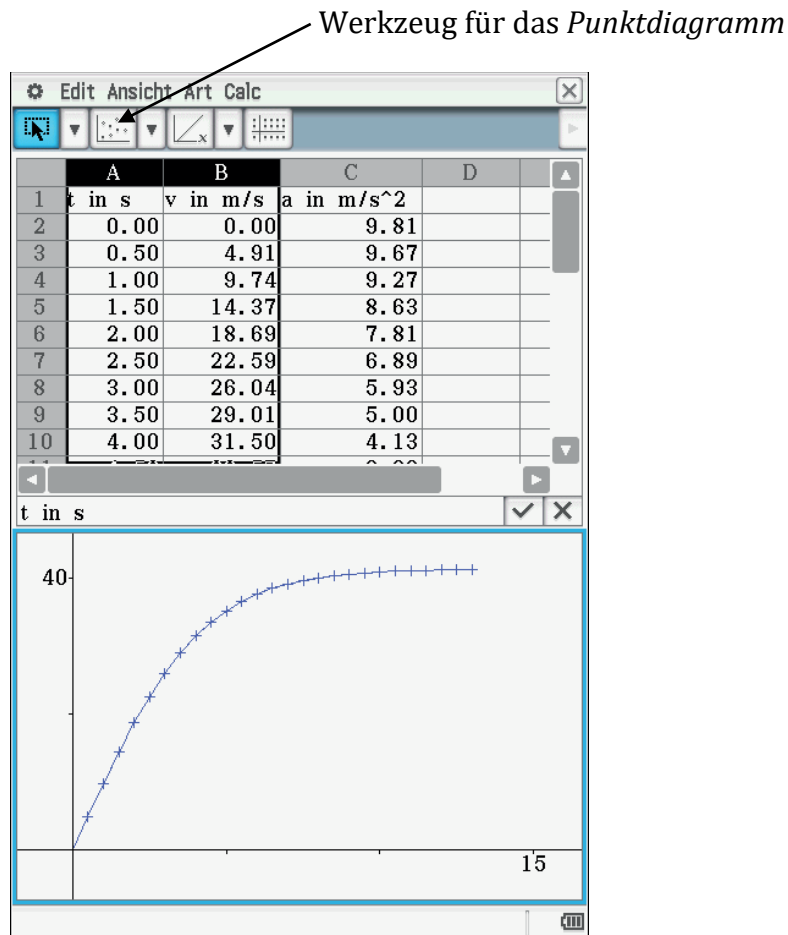 Werkzeug für das Punktdiagramm
Edit Ansicht Art Calc
A B C D
1 t in s v in m/s a in m/s^2
2 0.00 0.00 9.81
3 0.50 4.91 9.67
4 1.00 9.74 9.27
5 1.50 14.37 8.63
6 2.00 18.69 7.81
7 2.50 22.59 6.89
8 3.00 26.04 5.93
9 3.50 29.01 5.00
10 4.00 31.50 4.13
t in s
40
15